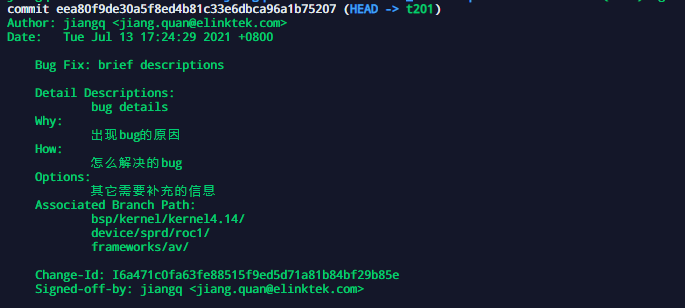 commit eea80f9de30a5f8ed4b81c33e6dbca96a1b75207 (HEAD -> t201)
Author: jiangq <jiang.quan@elinktek.com>
Date:   Tue Jul 13 17:24:29 2021 +0800
Bug Fix: brief descriptions
Detail Descriptions:
bug details
Why:
出现bug的原因
How:
怎么解决的bug
Options:
其它需要补充的信息
Associated Branch Path:
bsp/kernel/kernel4.14/
device/sprd/roc1/
frameworks/av/
Change-Id: I6a471c0fa63fe88515f9ed5d71a81b84bf29b85e
Signed-off-by: jiangq <jiang.quan@elinktek.com>